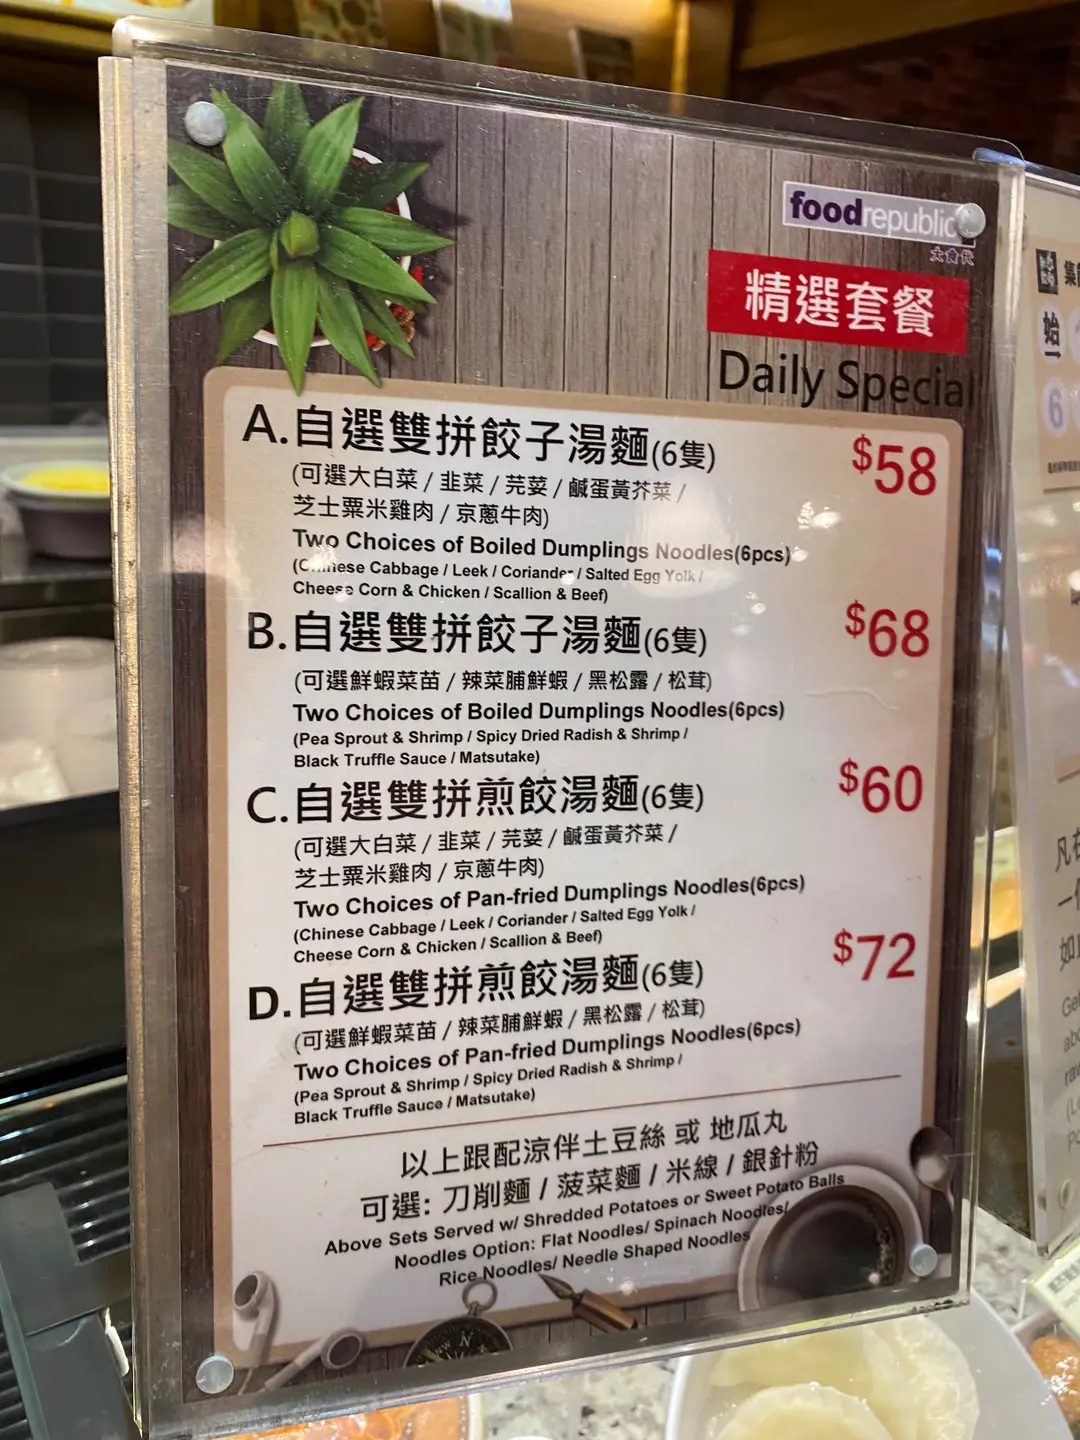 foodrepublic
大食代
精選套餐
Daily Special
A.自選雙拼餃子湯麵(6隻) $58
(可選大白菜 / 韭菜 / 芫荽 / 鹹蛋黃芥菜 /
芝士粟米雞肉 / 京蔥牛肉)
Two Choices of Boiled Dumplings Noodles(6pcs)
(Chinese Cabbage / Leek / Coriander / Salted Egg Yolk /
Cheese Corn & Chicken / Scallion & Beef)
B.自選雙拼餃子湯麵(6隻) $68
(可選鮮蝦菜苗 / 辣菜脯鮮蝦 / 黑松露 / 松茸)
Two Choices of Boiled Dumplings Noodles(6pcs)
(Pea Sprout & Shrimp / Spicy Dried Radish & Shrimp /
Black Truffle Sauce / Matsutake)
C.自選雙拼煎餃湯麵(6隻) $60
(可選大白菜 / 韭菜 / 芫荽 / 鹹蛋黃芥菜 /
芝士粟米雞肉 / 京蔥牛肉)
Two Choices of Pan-fried Dumplings Noodles(6pcs)
(Chinese Cabbage / Leek / Coriander / Salted Egg Yolk /
Cheese Corn & Chicken / Scallion & Beef)
D.自選雙拼煎餃湯麵(6隻) $72
(可選鮮蝦菜苗 / 辣菜脯鮮蝦 / 黑松露 / 松茸)
Two Choices of Pan-fried Dumplings Noodles(6pcs)
(Pea Sprout & Shrimp / Spicy Dried Radish & Shrimp /
Black Truffle Sauce / Matsutake)
以上跟配涼伴土豆絲 或 地瓜丸
可選: 刀削麵 / 菠菜麵 / 米線 / 銀針粉
Above Sets Served w/ Shredded Potatoes or Sweet Potato Balls
Noodles Option: Flat Noodles/ Spinach Noodles/
Rice Noodles/ Needle Shaped Noodles
集
始
6
凡在
一
如